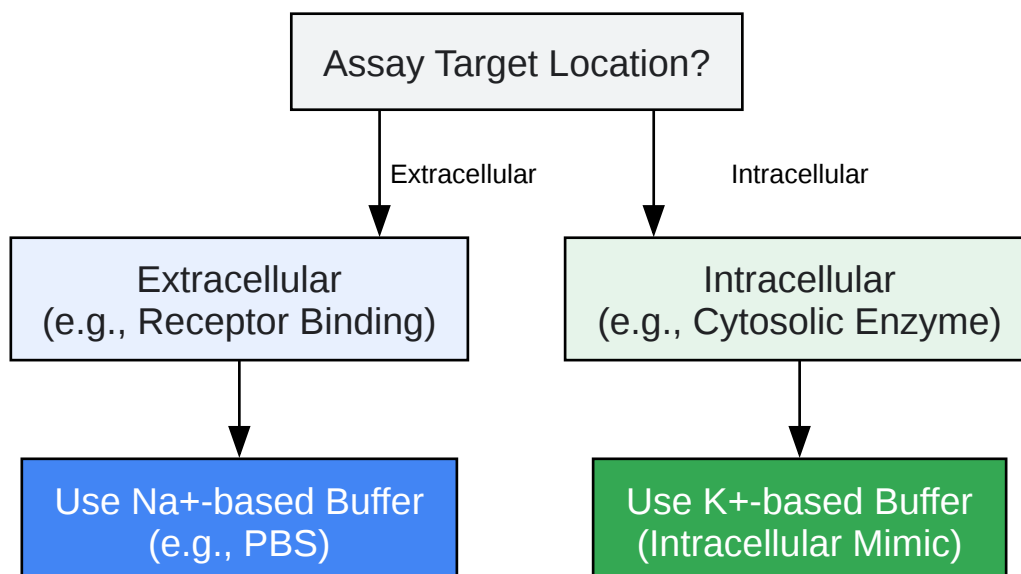 Assay Target Location?
Extracellular
Intracellular
Extracellular
(e.g., Receptor Binding)
Intracellular
(e.g., Cytosolic Enzyme)
Use Na+-based Buffer
(e.g., PBS)
Use K+-based Buffer
(Intracellular Mimic)